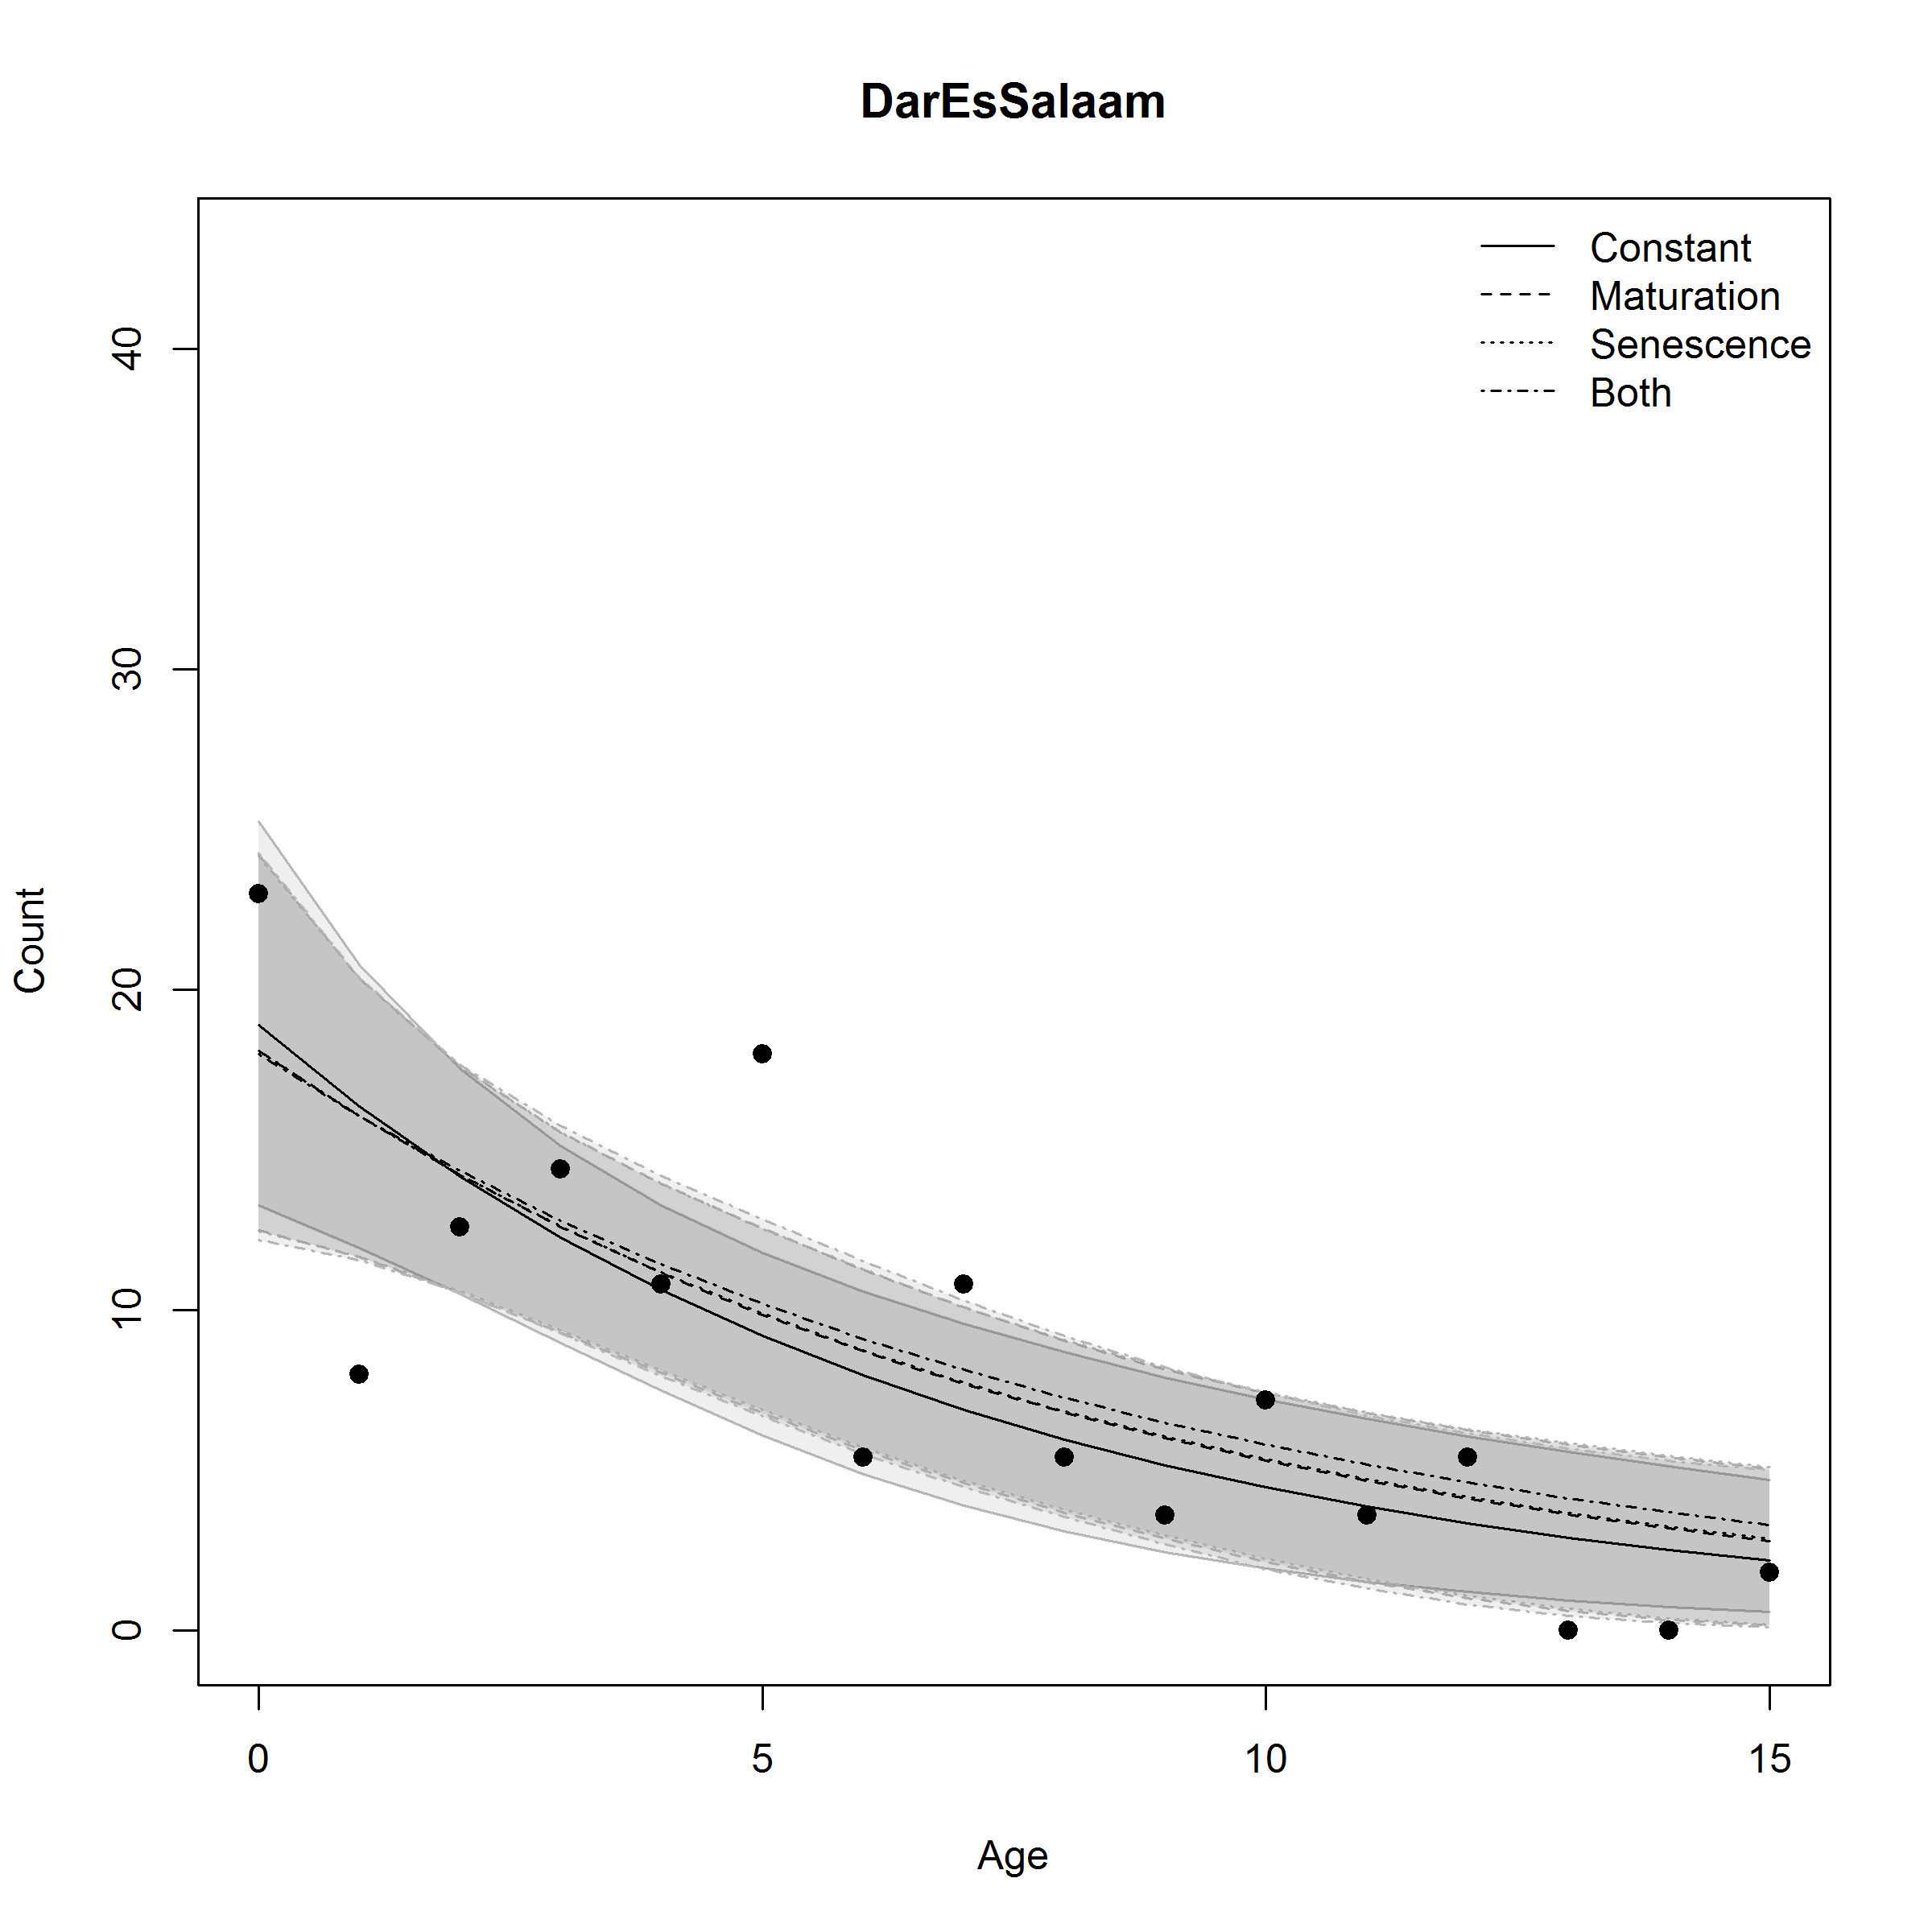 DarEsSalaam
Constant
Maturation
Senescence
Both
40
30
20
10
0
Count
0 5 10 15
Age